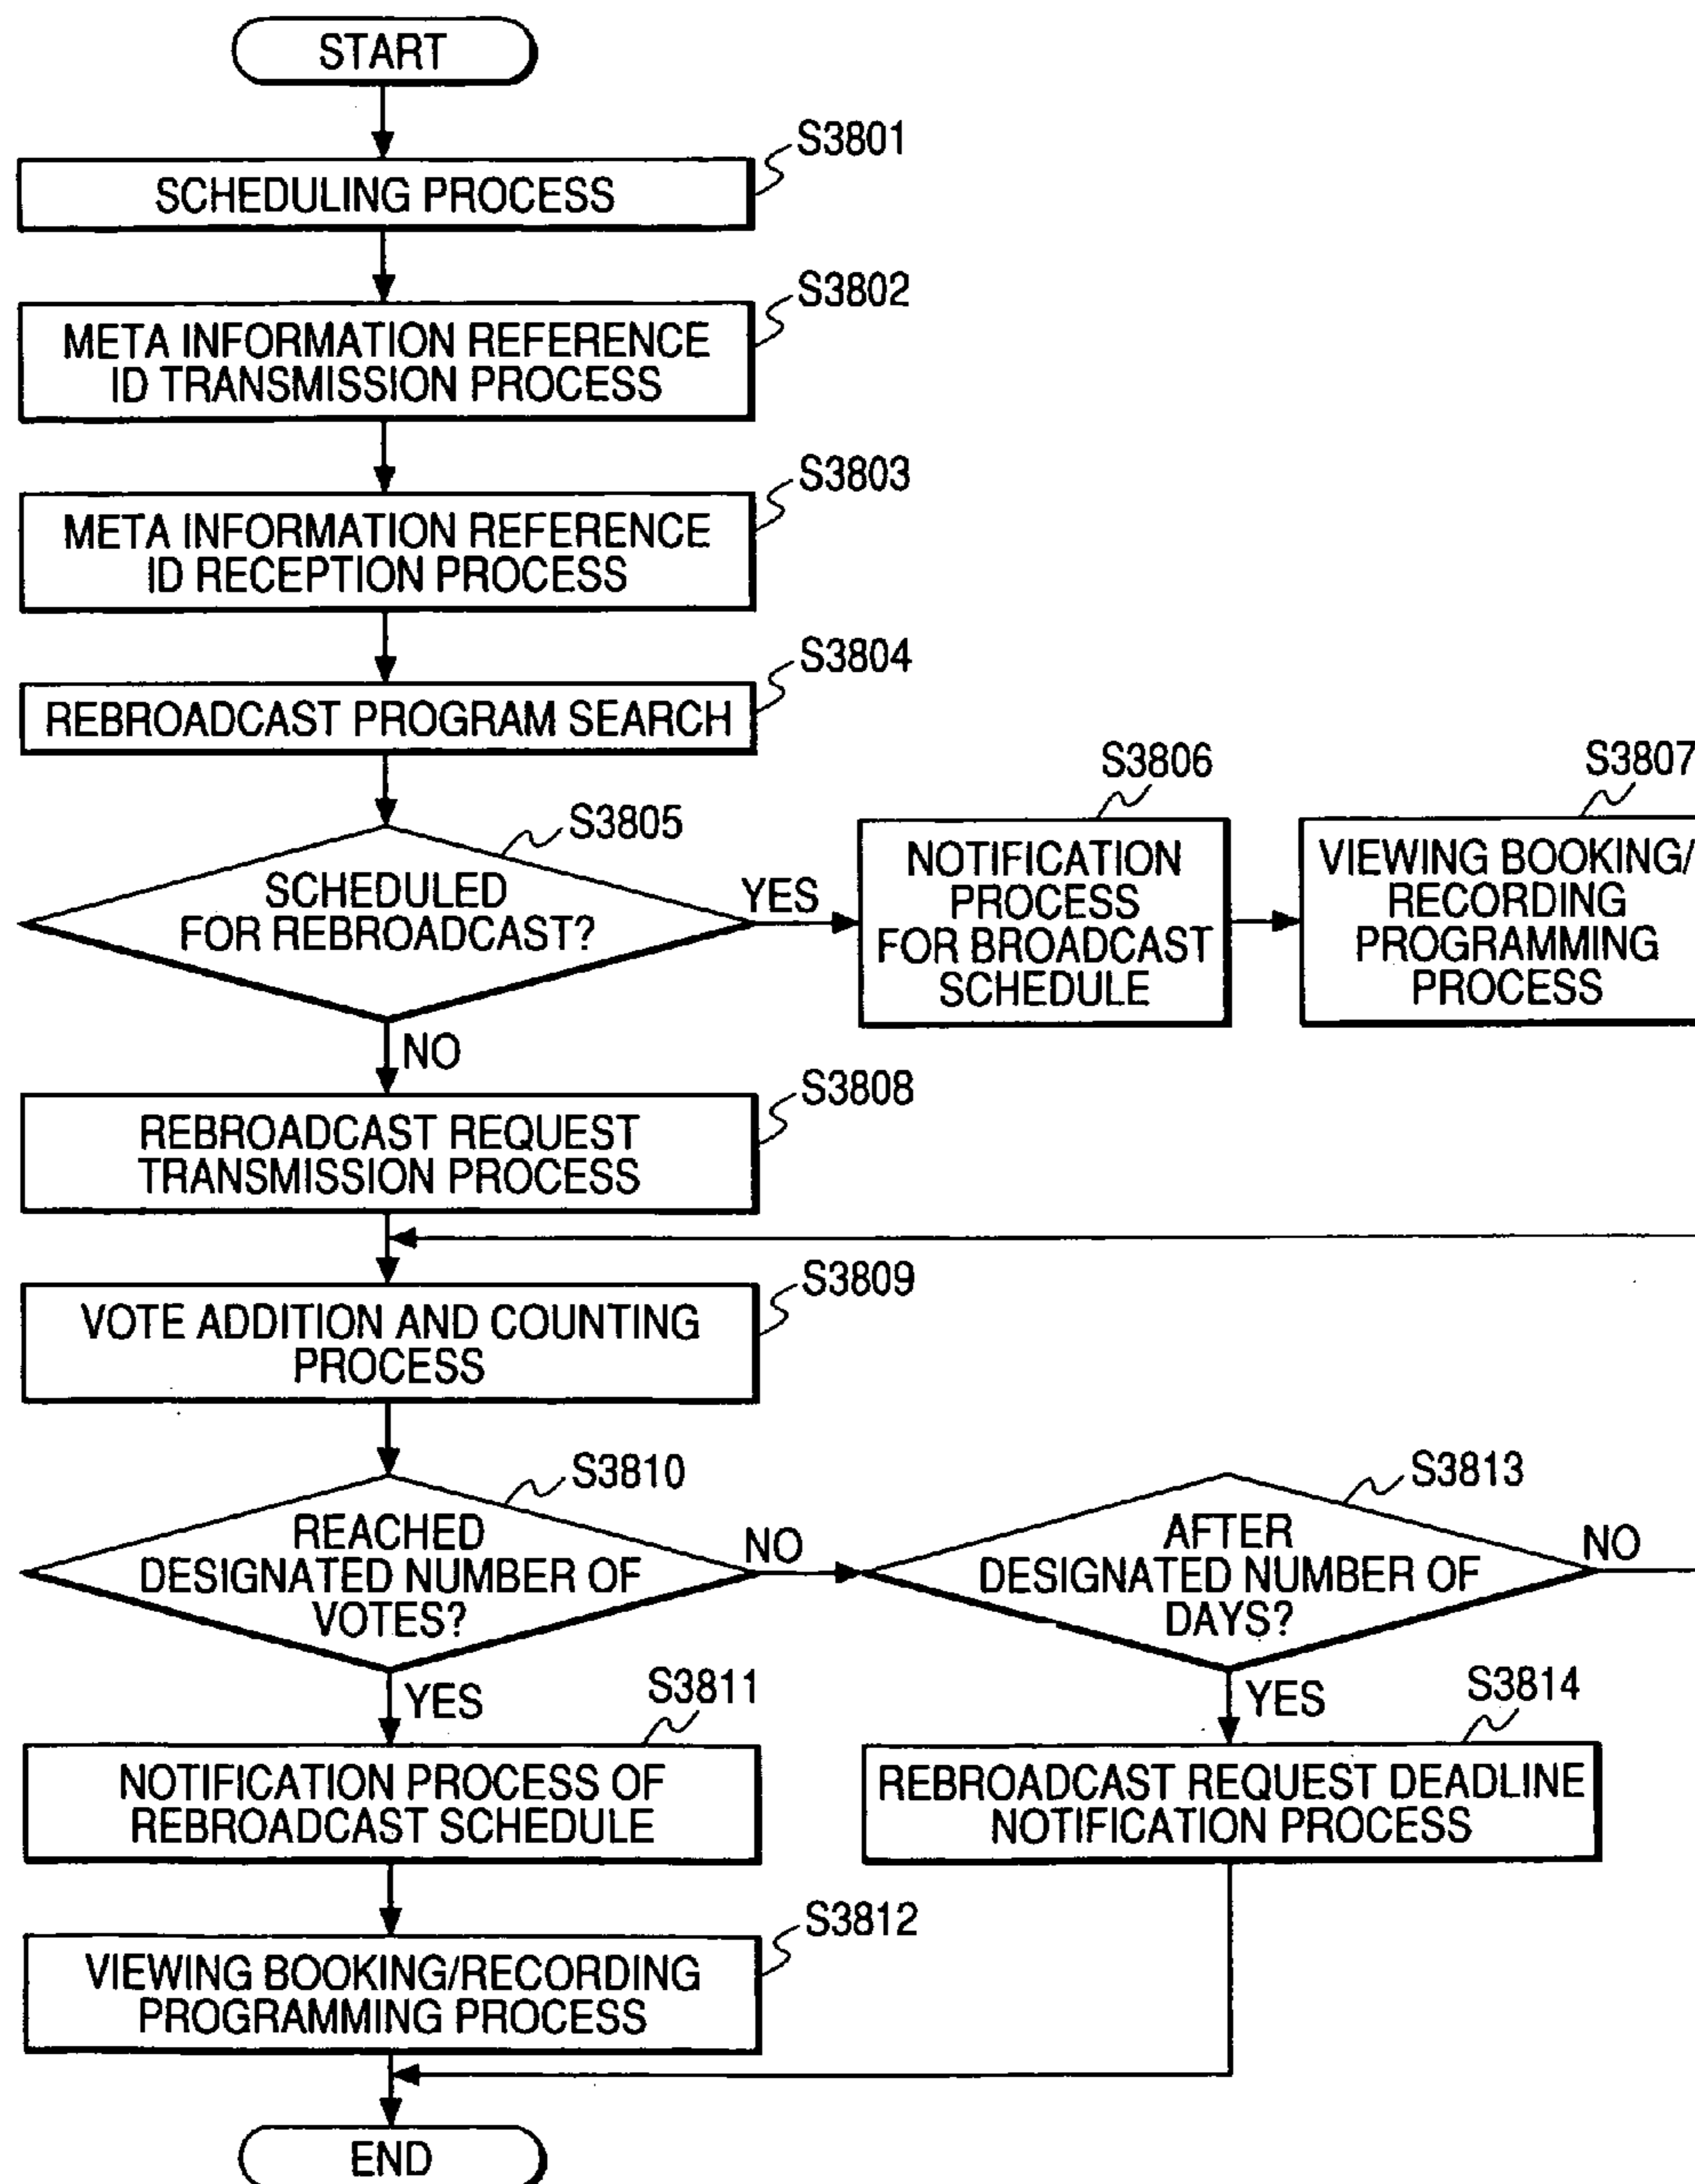 START
S3801
SCHEDULING PROCESS
S3802
META INFORMATION REFERENCE
ID TRANSMISSION PROCESS
S3803
META INFORMATION REFERENCE
ID RECEPTION PROCESS
S3804
REBROADCAST PROGRAM SEARCH
S3805
SCHEDULED
FOR REBROADCAST?
YES
S3806
NOTIFICATION
PROCESS
FOR BROADCAST
SCHEDULE
S3807
VIEWING BOOKING/
RECORDING
PROGRAMMING
PROCESS
NO
S3808
REBROADCAST REQUEST
TRANSMISSION PROCESS
S3809
VOTE ADDITION AND COUNTING
PROCESS
S3810
REACHED
DESIGNATED NUMBER OF
VOTES?
NO
S3813
AFTER
DESIGNATED NUMBER OF
DAYS?
NO
YES
S3811
NOTIFICATION PROCESS OF
REBROADCAST SCHEDULE
YES
S3814
REBROADCAST REQUEST DEADLINE
NOTIFICATION PROCESS
S3812
VIEWING BOOKING/RECORDING
PROGRAMMING PROCESS
END